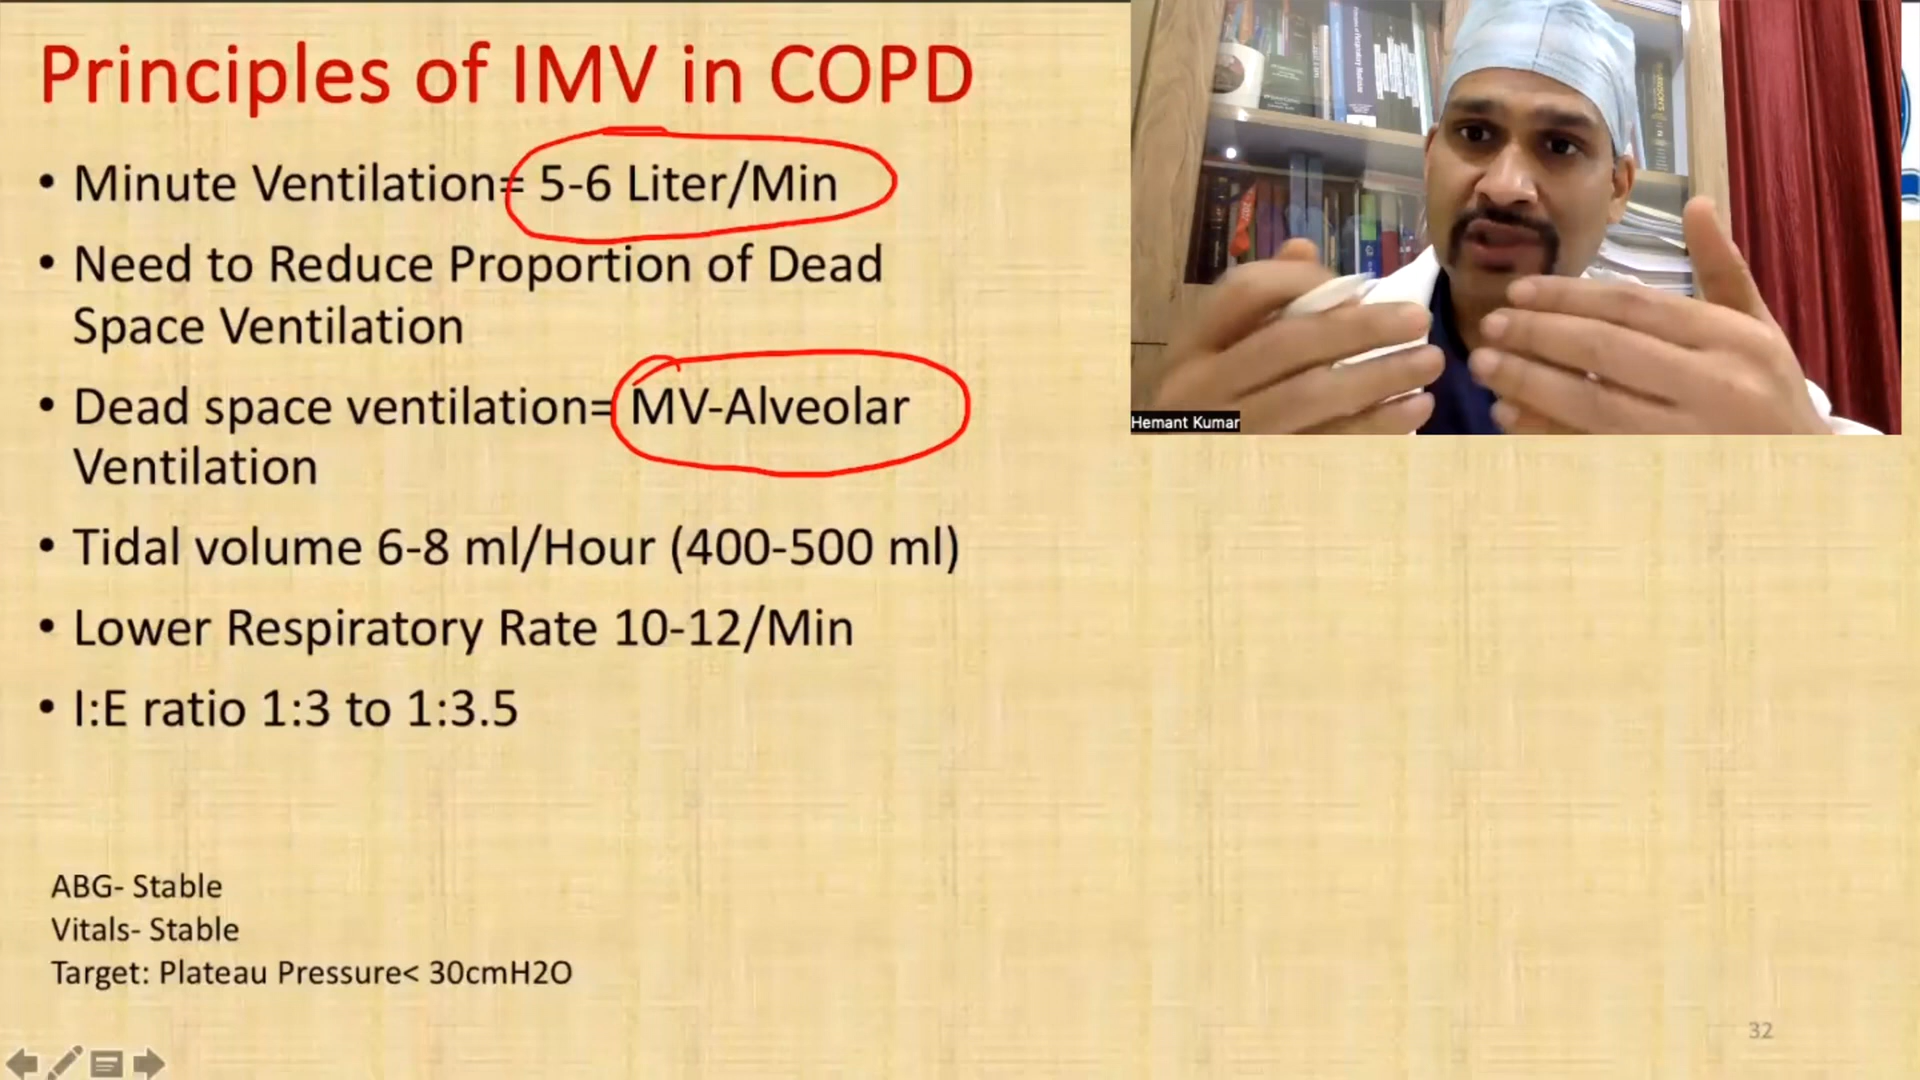 Principles of IMV in COPD
• Minute Ventilation= 5-6 Liter/Min
• Need to Reduce Proportion of Dead
Space Ventilation
• Dead space ventilation= MV-Alveolar
Ventilation
• Tidal volume 6-8 ml/Hour (400-500 ml)
• Lower Respiratory Rate 10-12/Min
• I:E ratio 1:3 to 1:3.5
ABG- Stable
Vitals- Stable
Target: Plateau Pressure< 30cmH2O
Hemant Kumar
32